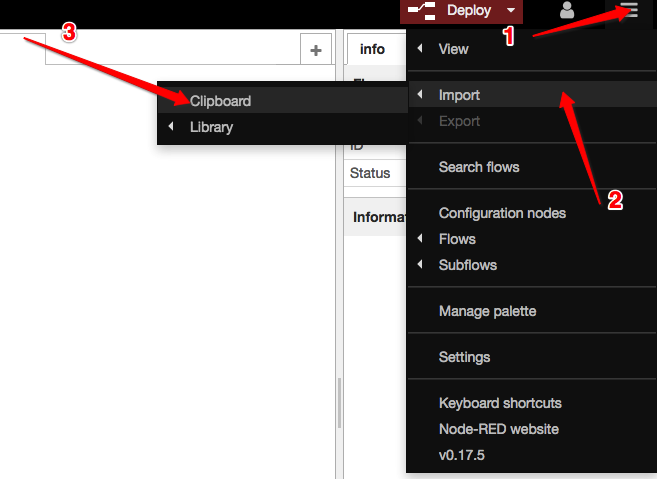 Deploy
1
3
+
info
View
Clipboard
Import
Library
Export
ID
Status
Search flows
2
Informat
Configuration nodes
Flows
Subflows
Manage palette
Settings
Keyboard shortcuts
Node-RED website
v0.17.5